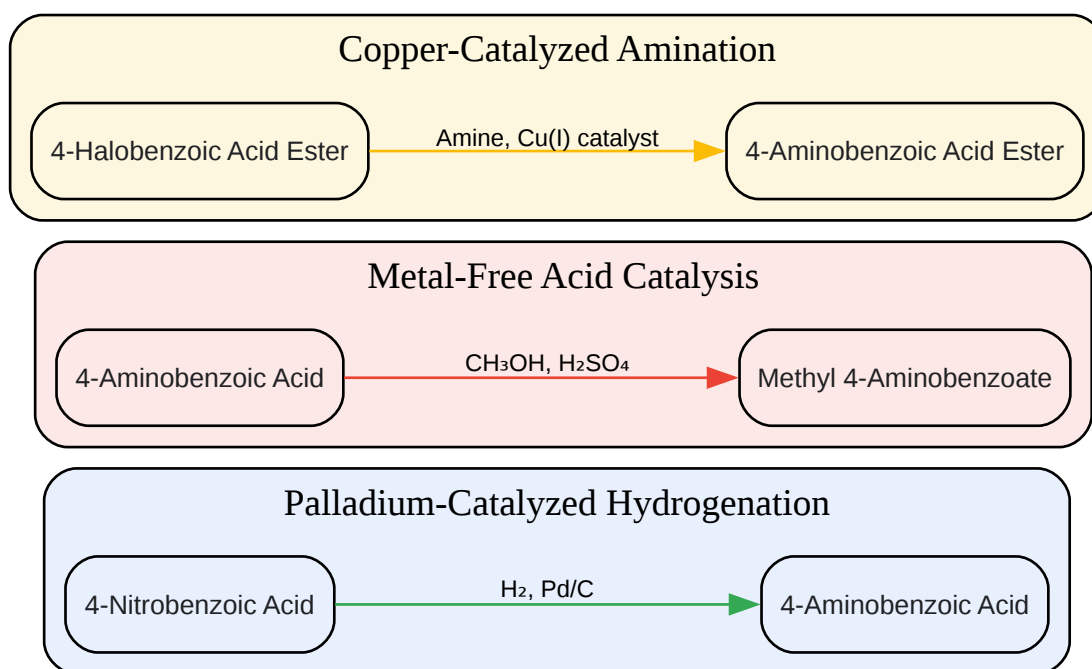 Copper-Catalyzed Amination
4-Halobenzoic Acid Ester
Amine, Cu(I) catalyst
4-Aminobenzoic Acid Ester
Metal-Free Acid Catalysis
4-Aminobenzoic Acid
CH₃OH, H₂SO₄
Methyl 4-Aminobenzoate
Palladium-Catalyzed Hydrogenation
4-Nitrobenzoic Acid
H₂, Pd/C
4-Aminobenzoic Acid